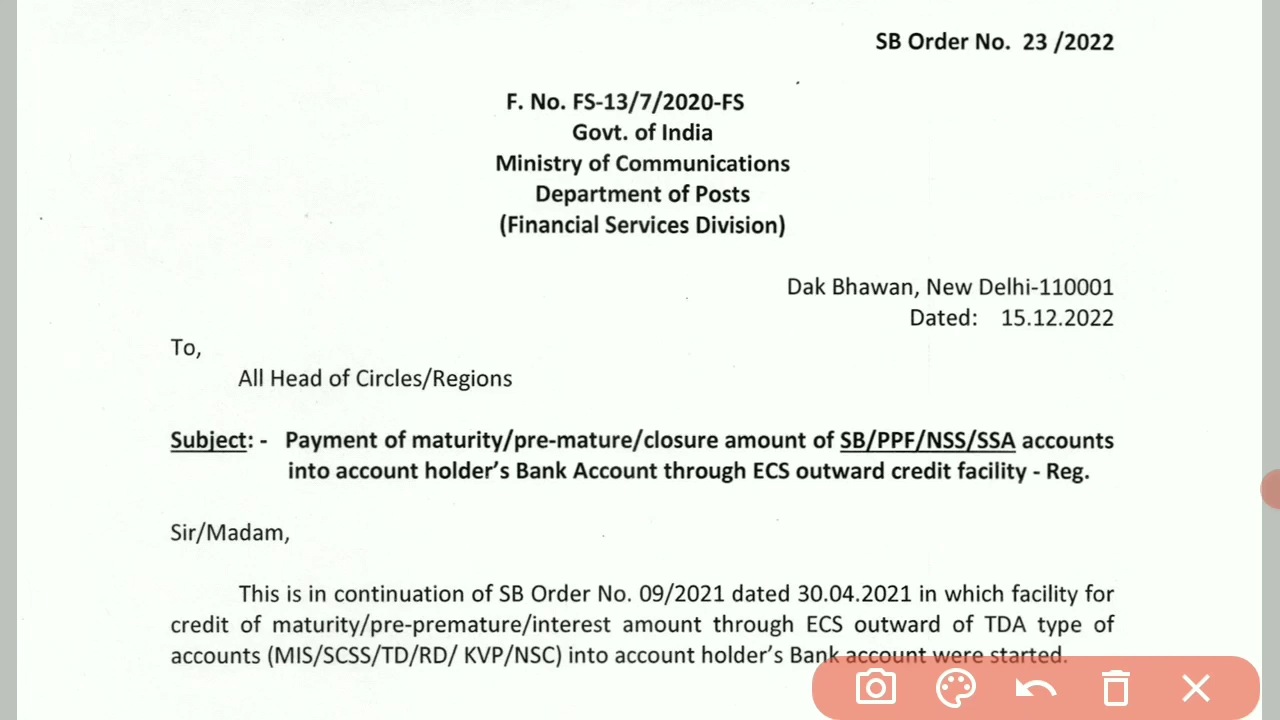 SB Order No. 23 /2022
F. No. FS-13/7/2020-FS
Govt. of India
Ministry of Communications
Department of Posts
(Financial Services Division)
Dak Bhawan, New Delhi-110001
Dated: 15.12.2022
To,
All Head of Circles/Regions
Subject: - Payment of maturity/pre-mature/closure amount of SB/PPF/NSS/SSA accounts
into account holder's Bank Account through ECS outward credit facility - Reg.
Sir/Madam,
This is in continuation of SB Order No. 09/2021 dated 30.04.2021 in which facility for
credit of maturity/pre-premature/interest amount through ECS outward of TDA type of
accounts (MIS/SCSS/TD/RD/ KVP/NSC) into account holder's Bank account were started.